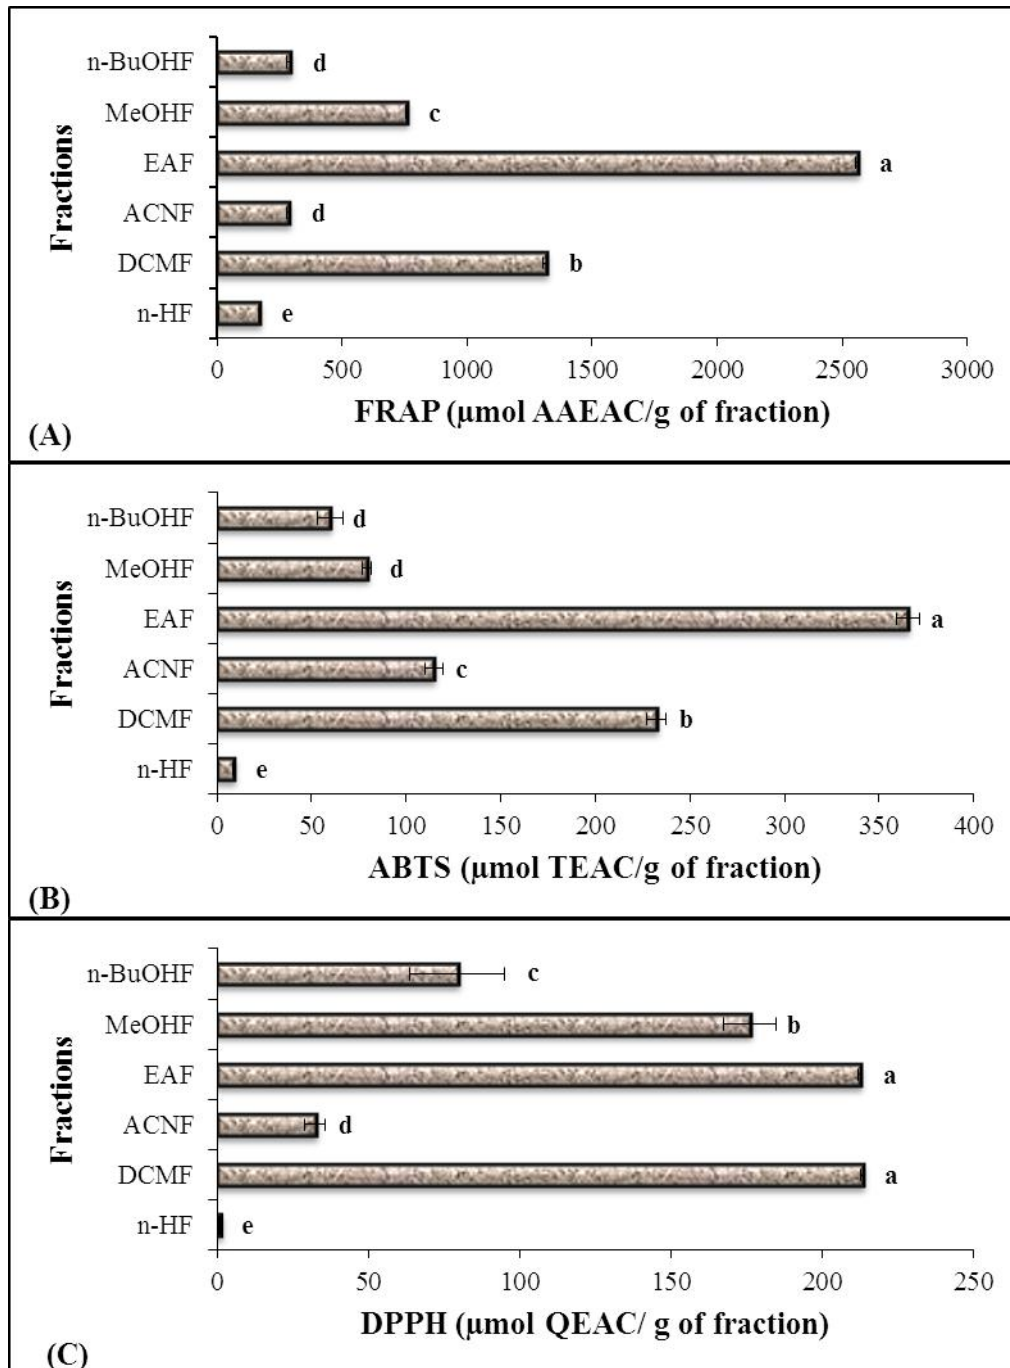 n-BuOHF
d
MeOHF
c
EAF
a
ACNF
d
DCMF
b
n-HF
e
Fractions
0 500 1000 1500 2000 2500 3000
FRAP (µmol AAEAC/g of fraction)
(A)
n-BuOHF
d
MeOHF
d
EAF
a
ACNF
c
DCMF
b
n-HF
e
Fractions
0 50 100 150 200 250 300 350 400
ABTS (µmol TEAC/g of fraction)
(B)
n-BuOHF
c
MeOHF
b
EAF
a
ACNF
d
DCMF
a
n-HF
e
Fractions
0 50 100 150 200 250
DPPH (µmol QEAC/ g of fraction)
(C)